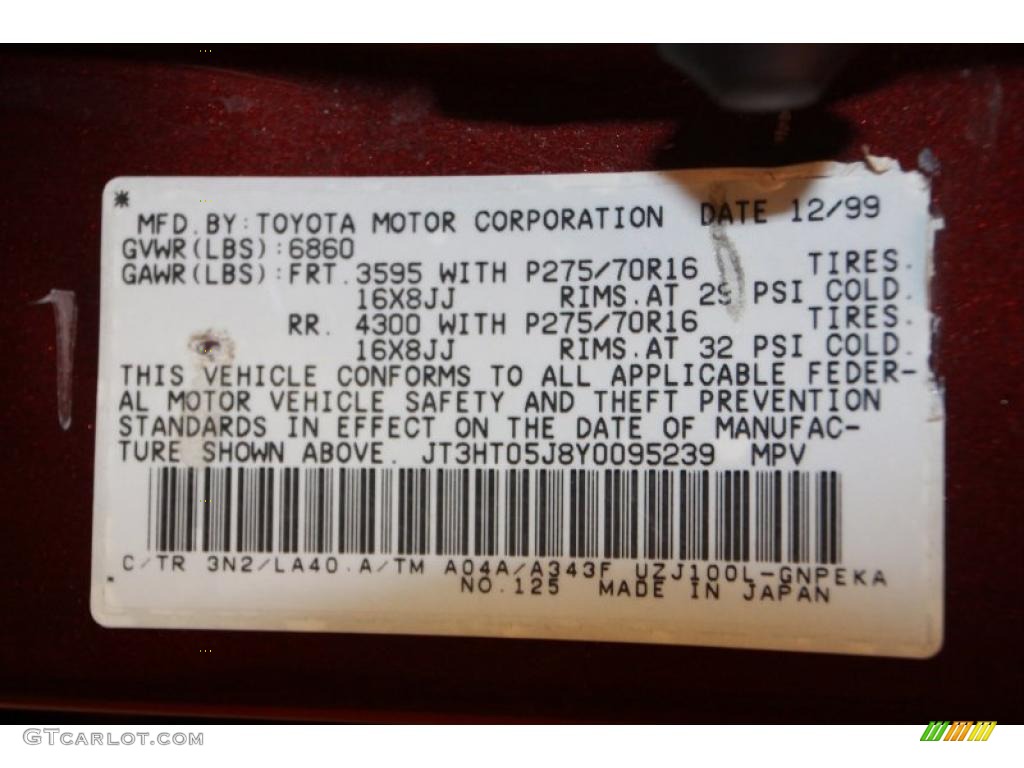 MFD. BY: TOYOTA MOTOR CORPORATION DATE 12/99
GVWR(LBS):6860
GAWR(LBS):FRT. 3595 WITH P275/70R16 TIRES.
16X8JJ RIMS.AT 29 PSI COLD.
RR. 4300 WITH P275/70R16 TIRES.
16X8JJ RIMS.AT 32 PSI COLD.
THIS VEHICLE CONFORMS TO ALL APPLICABLE FEDER-
AL MOTOR VEHICLE SAFETY AND THEFT PREVENTION
STANDARDS IN EFFECT ON THE DATE OF MANUFAC-
TURE SHOWN ABOVE. JT3HT05J8Y0095239 MPV
C/TR 3N2/LA40.A/TM A04A/A343F UZJ100L-GNPEKA
NO.125 MADE IN JAPAN
GTCARLOT.COM